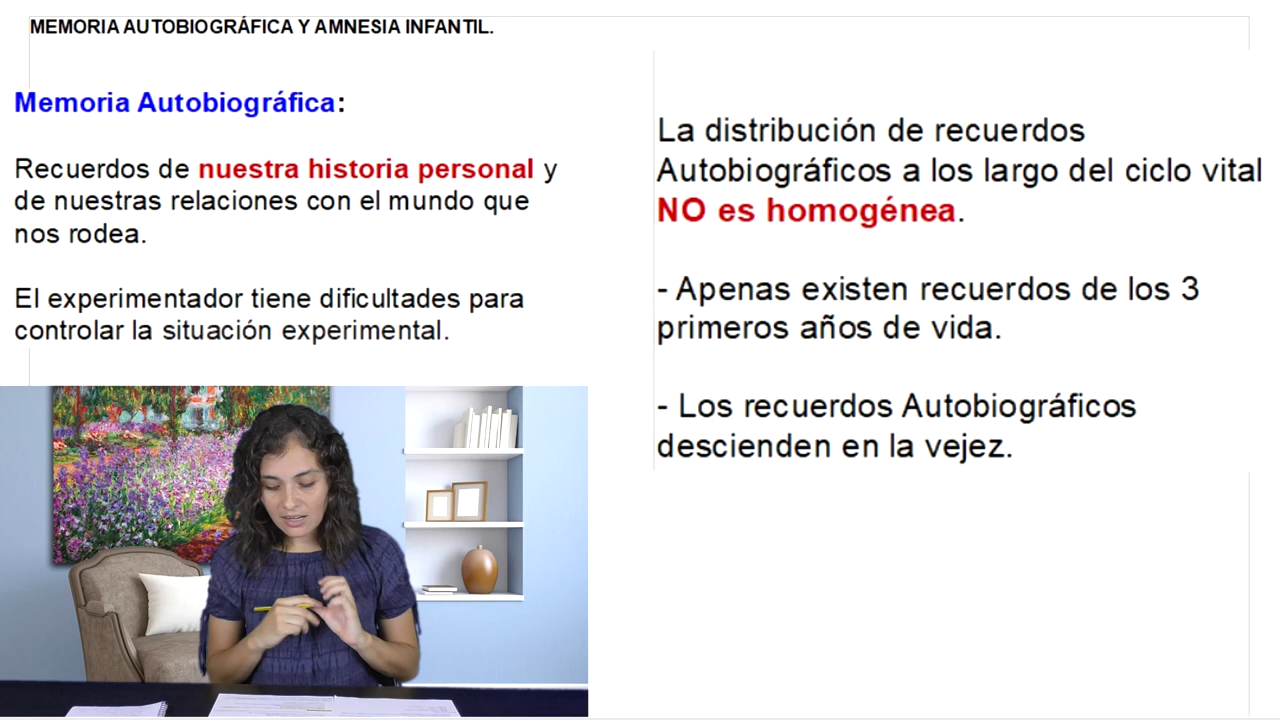 MEMORIA AUTOBIOGRÁFICA Y AMNESIA INFANTIL.
Memoria Autobiográfica:
Recuerdos de nuestra historia personal y
de nuestras relaciones con el mundo que
nos rodea.
El experimentador tiene dificultades para
controlar la situación experimental.
La distribución de recuerdos
Autobiográficos a los largo del ciclo vital
NO es homogénea.
- Apenas existen recuerdos de los 3
primeros años de vida.
- Los recuerdos Autobiográficos
descienden en la vejez.